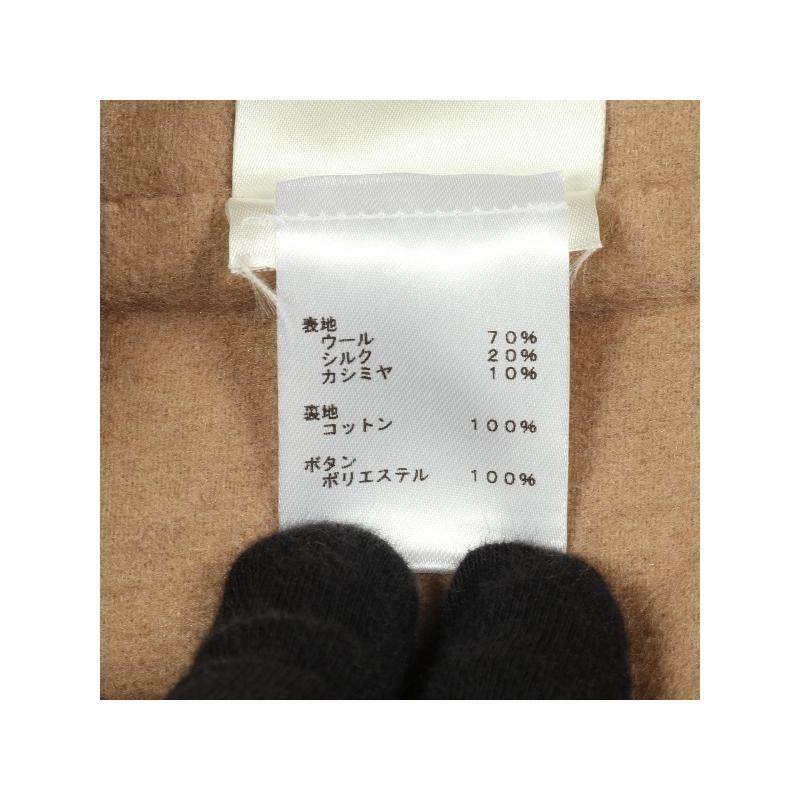 表地
ウール 70%
シルク 20%
カシミヤ 10%
裏地
コットン 100%
ボタン
ポリエステル 100%